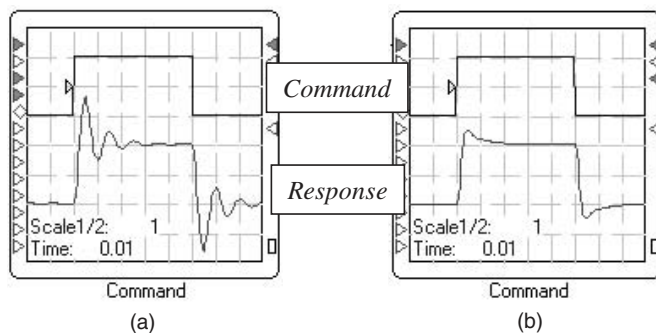 Command
Response
Scale1/2: 1
Time: 0.01
Command
(a)
Scale1/2: 1
Time: 0.01
Command
(b)